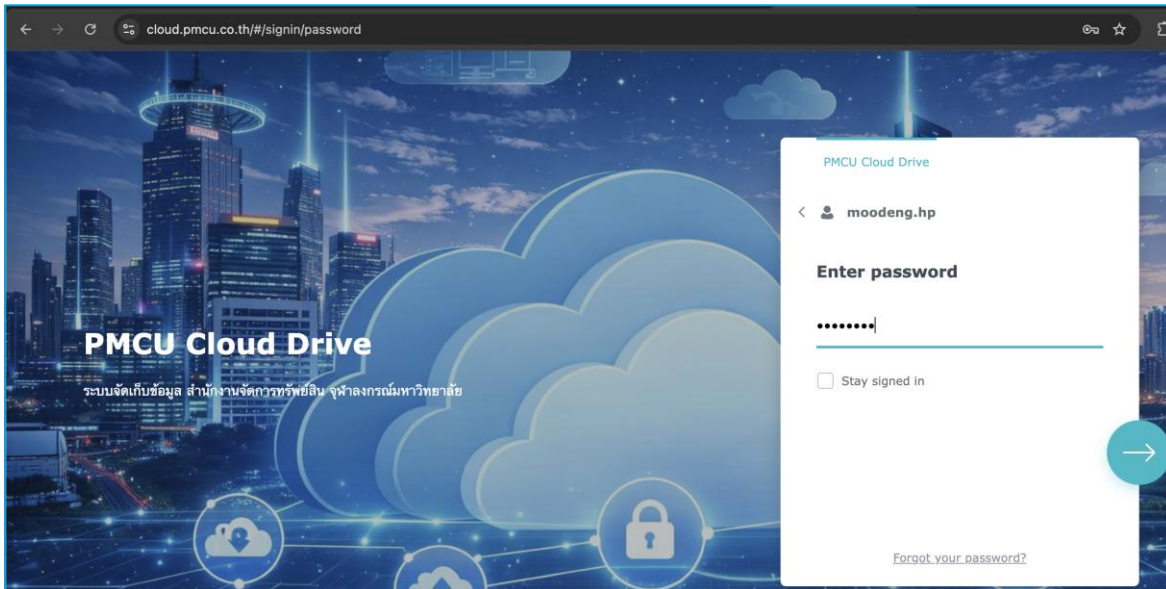 cloud.pmcu.co.th/#/signin/password
PMCU Cloud Drive
ระบบจัดเก็บข้อมูล สำนักงานจัดการทรัพย์สิน จุฬาลงกรณ์มหาวิทยาลัย
PMCU Cloud Drive
moodeng.hp
Enter password
Stay signed in
Forgot your password?